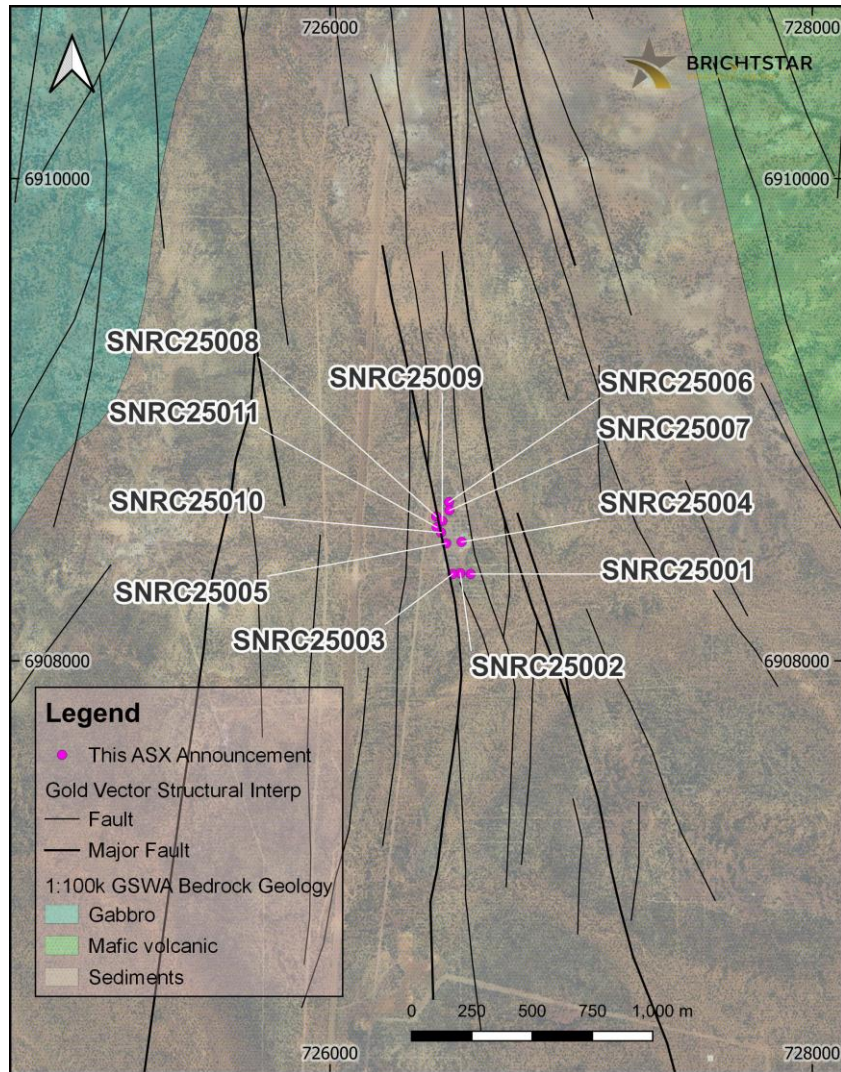 726000
728000
BRIGHTSTAR
6910000
6910000
SNRC25008
SNRC25009
SNRC25006
SNRC25011
SNRC25007
SNRC25010
SNRC25004
SNRC25005
SNRC25001
SNRC25003
SNRC25002
6908000
6908000
Legend
This ASX Announcement
Gold Vector Structural Interp
Fault
Major Fault
1:100k GSWA Bedrock Geology
Gabbro
Mafic volcanic
Sediments
0 250 500 750 1,000 m
726000
728000